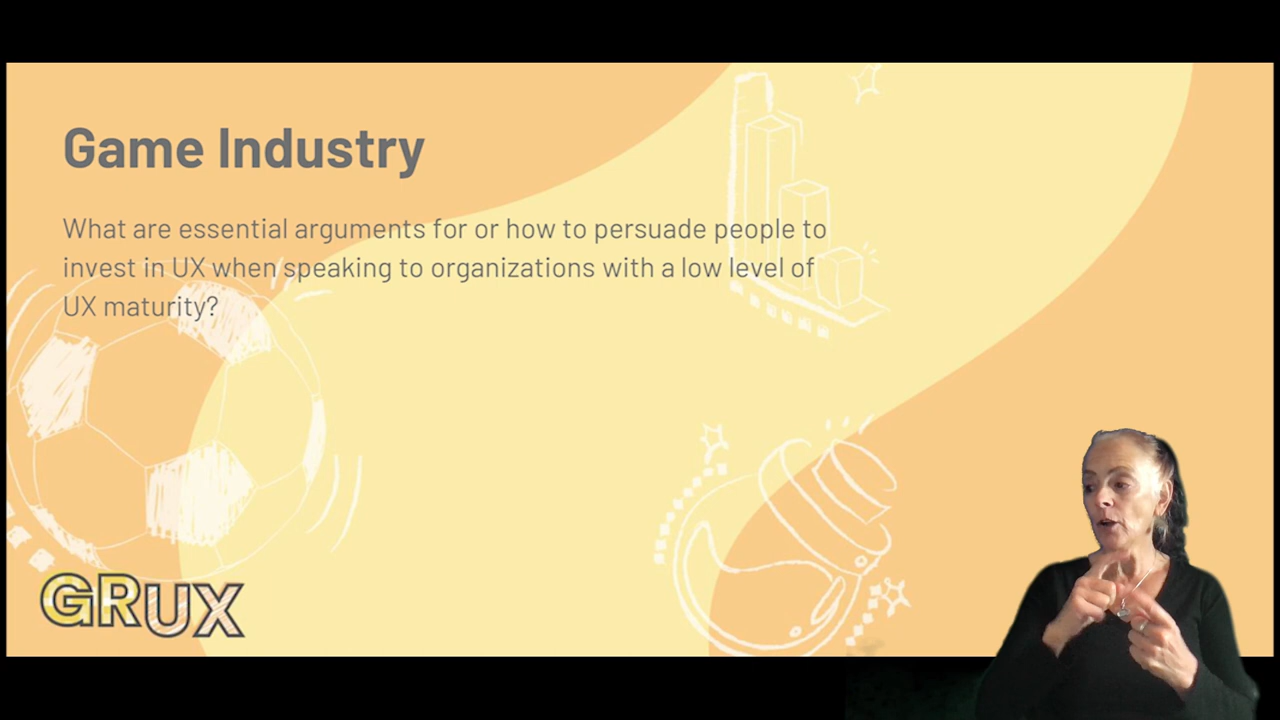 Game Industry
What are essential arguments for or how to persuade people to
invest in UX when speaking to organizations with a low level of
UX maturity?
GRUX